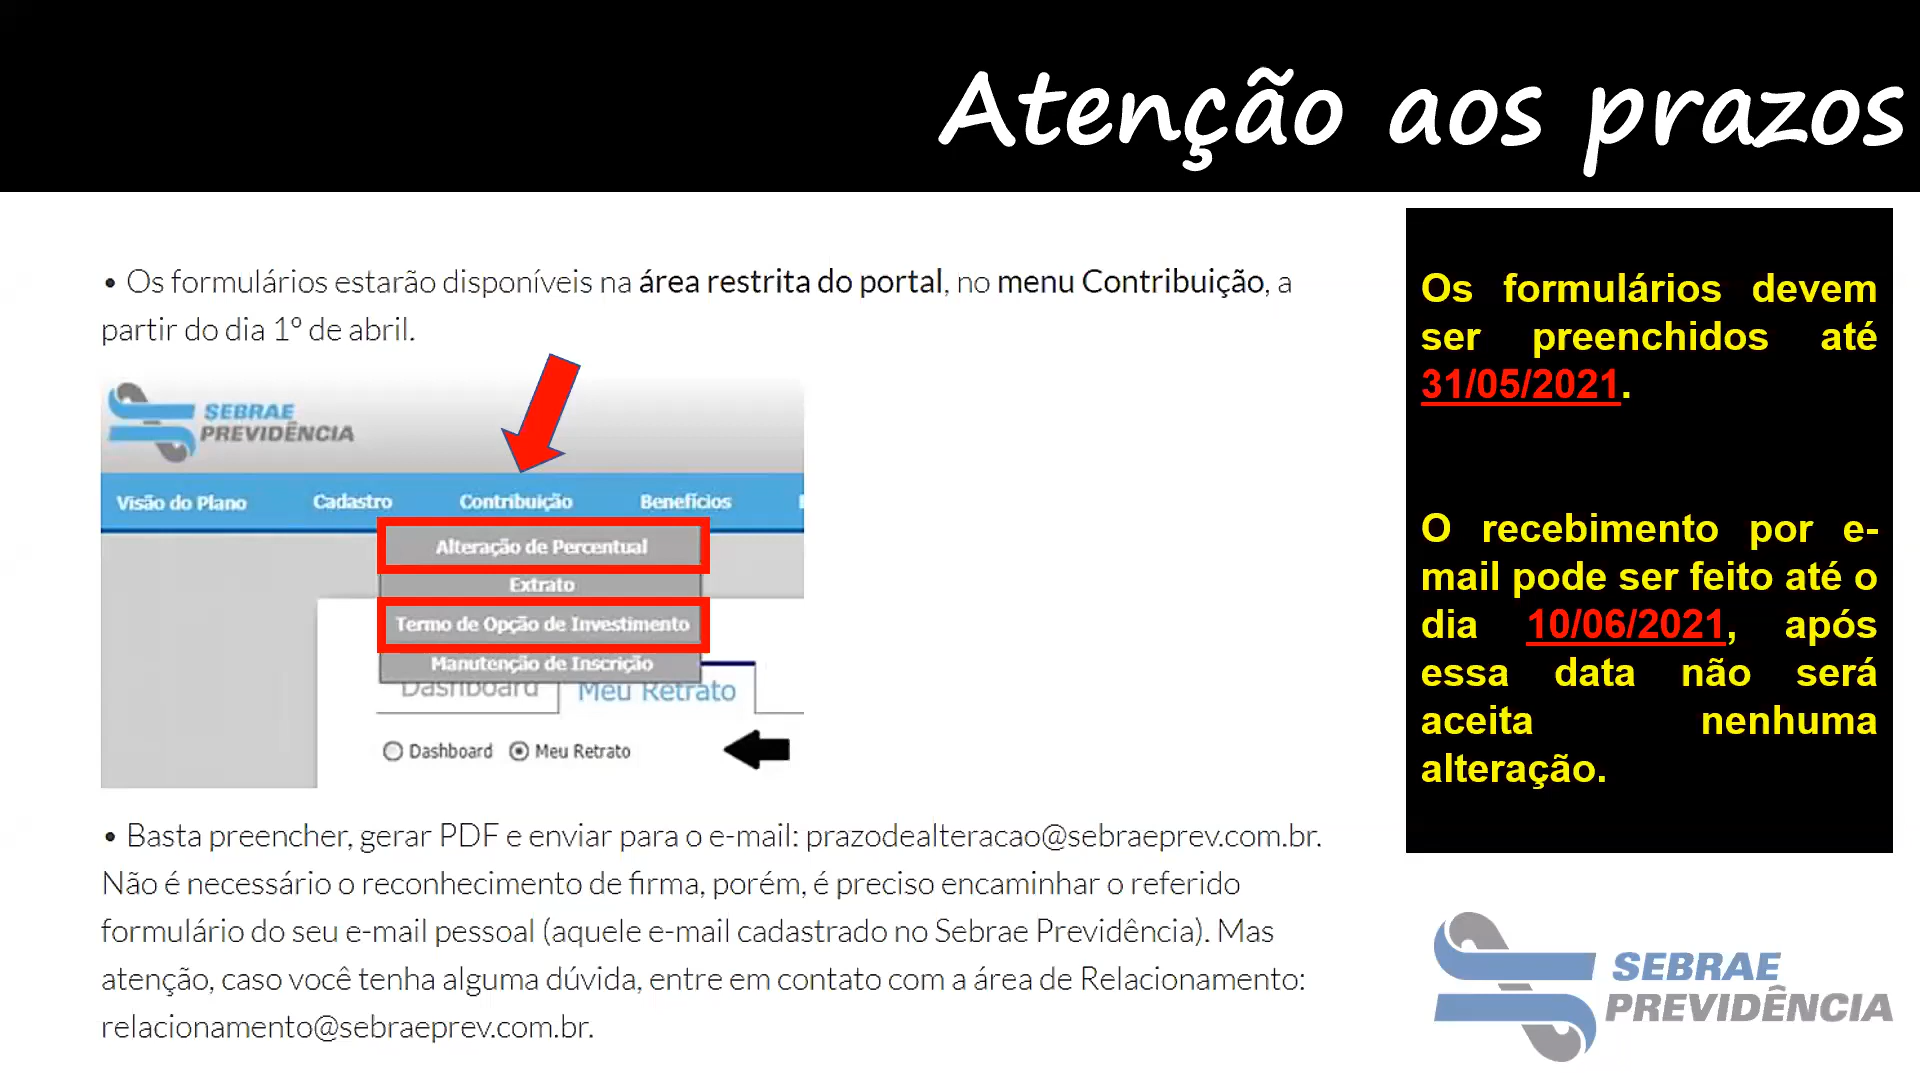 Atenção aos prazos
• Os formulários estarão disponíveis na área restrita do portal, no menu Contribuição, a
partir do dia 1º de abril.
SEBRAE
PREVIDÊNCIA
Visão do Plano Cadastro Contribuição Benefícios
Alteração de Percentual
Extrato
Termo de Opção de Investimento
Manutenção de Inscrição
Dashboard Meu Retrato
Dashboard Meu Retrato
• Basta preencher, gerar PDF e enviar para o e-mail: prazodealteracao@sebraeprev.com.br.
Não é necessário o reconhecimento de firma, porém, é preciso encaminhar o referido
formulário do seu e-mail pessoal (aquele e-mail cadastrado no Sebrae Previdência). Mas
atenção, caso você tenha alguma dúvida, entre em contato com a área de Relacionamento:
relacionamento@sebraeprev.com.br.
Os formulários devem
ser preenchidos até
31/05/2021.
O recebimento por e-
mail pode ser feito até o
dia 10/06/2021, após
essa data não será
aceita nenhuma
alteração.
SEBRAE
PREVIDÊNCIA